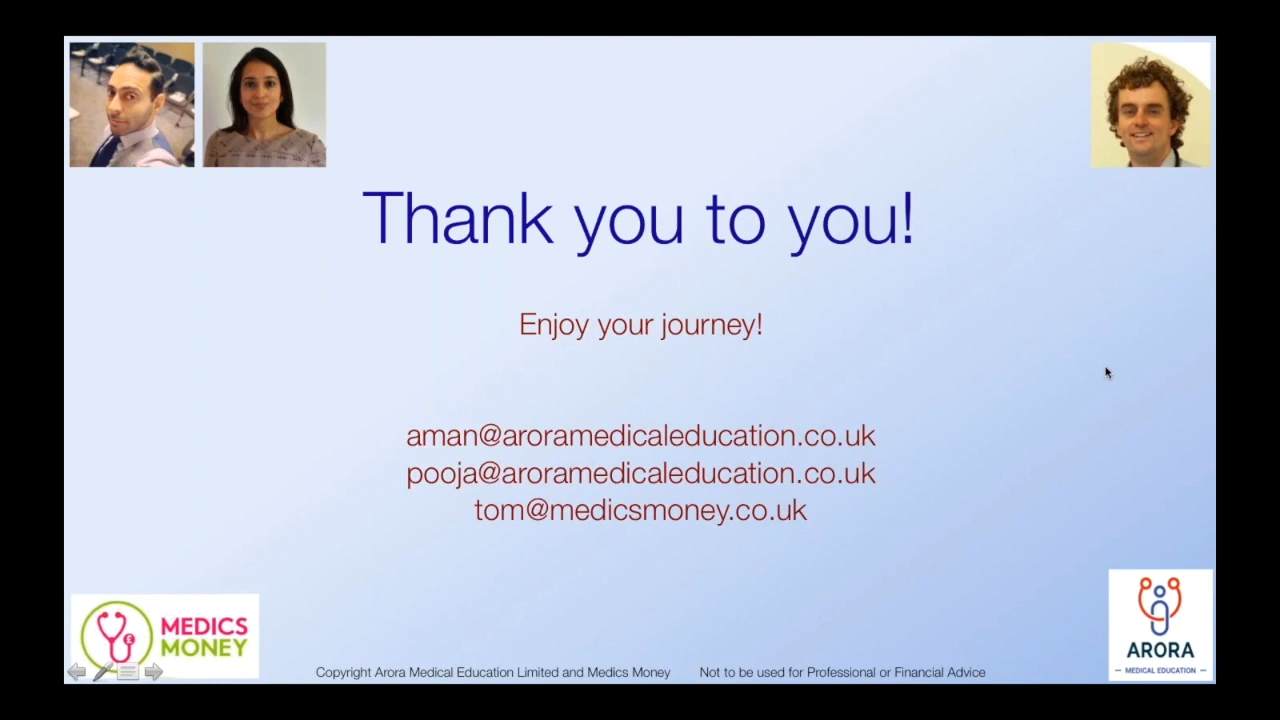 Thank you to you!
Enjoy your journey!
aman@aroramedicaleducation.co.uk
pooja@aroramedicaleducation.co.uk
tom@medicsmoney.co.uk
MEDICS
MONEY
£
ARORA
– MEDICAL EDUCATION –
Copyright Arora Medical Education Limited and Medics Money Not to be used for Professional or Financial Advice